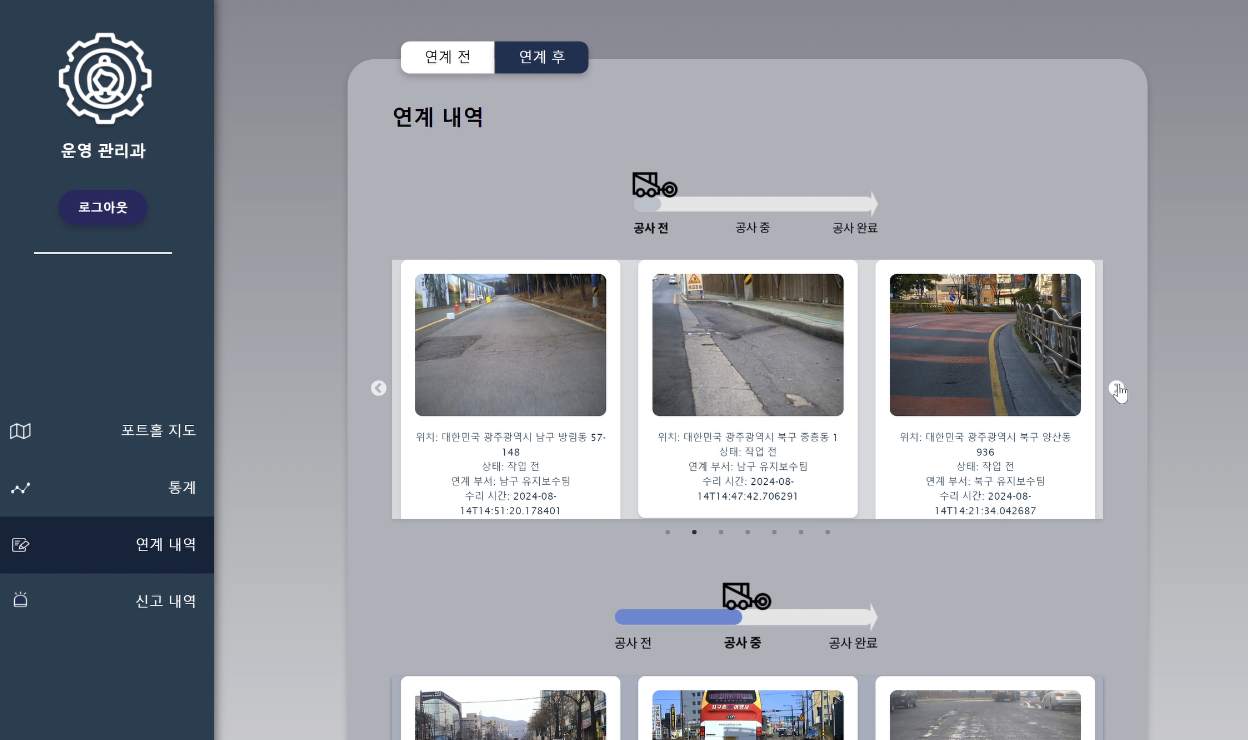 연계 전
연계 후
운영 관리과
로그아웃
포트홀 지도
통계
연계 내역
신고 내역
연계 내역
공사 전
공사 중
공사 완료
위치: 대한민국 광주광역시 남구 방림동 57-
148
상태: 작업 전
연계 부서: 남구 유지보수팀
수리 시간: 2024-08-
14T14:51:20.178401
위치: 대한민국 광주광역시 북구 중흥동 1
상태: 작업 전
연계 부서: 남구 유지보수팀
수리 시간: 2024-08-
14T14:47:42.706291
위치: 대한민국 광주광역시 북구 양산동
936
상태: 작업 전
연계 부서: 북구 유지보수팀
수리 시간: 2024-08-
14T14:21:34.042687
공사 전
공사 중
공사 완료